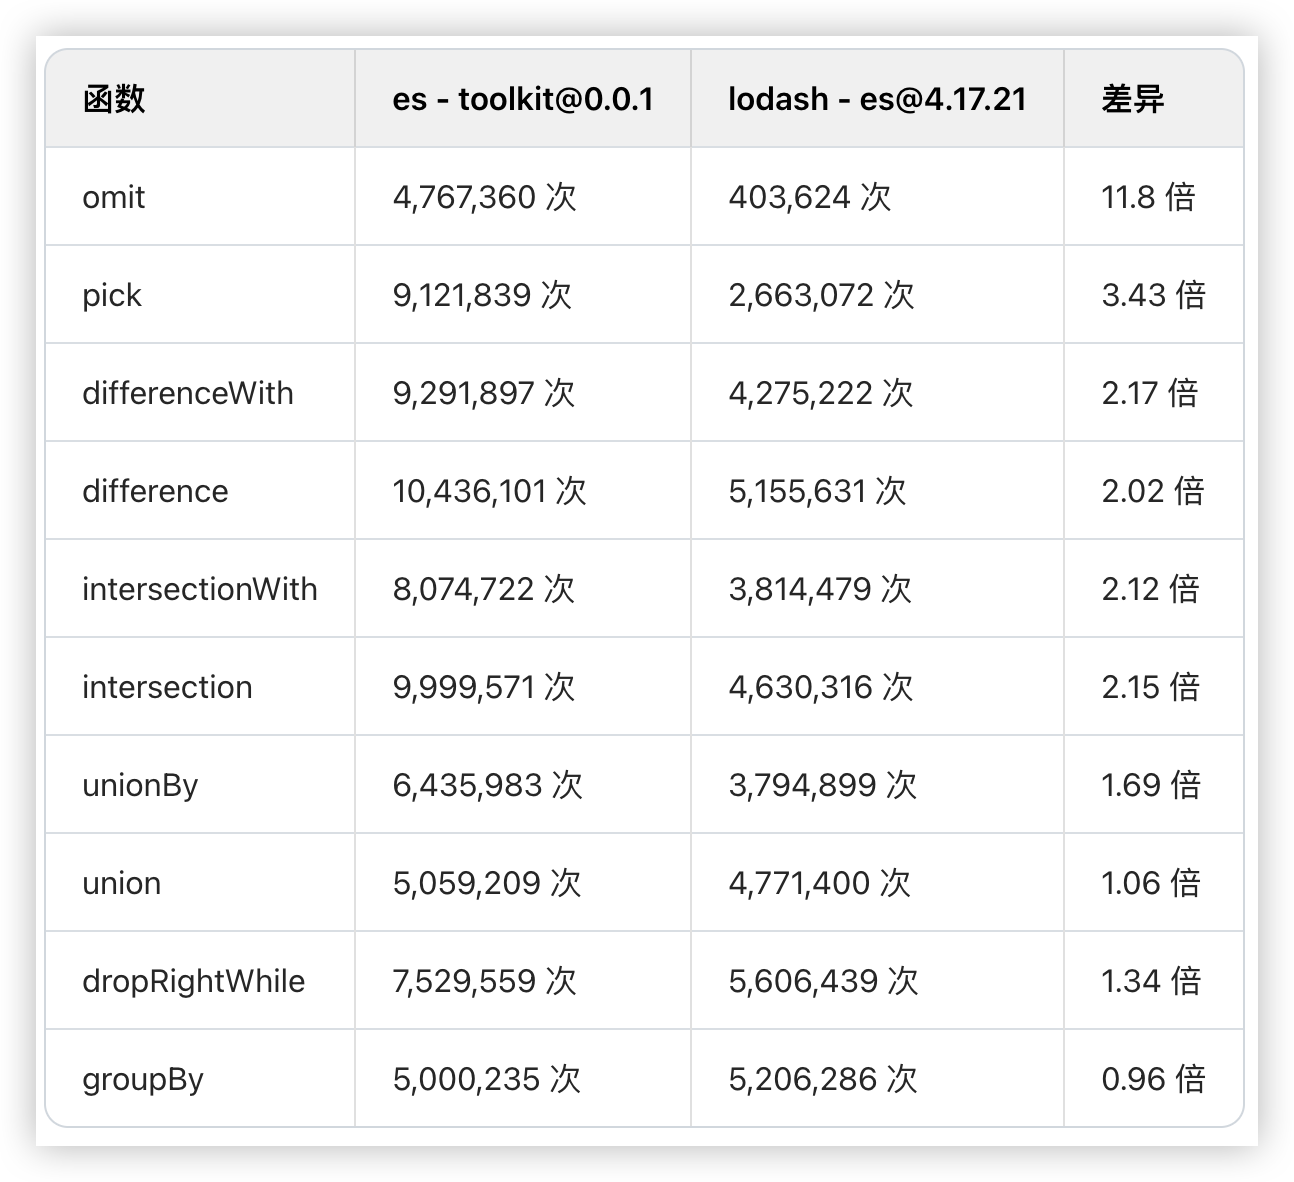 函数 es - toolkit@0.0.1 lodash - es@4.17.21 差异
omit 4,767,360 次 403,624 次 11.8 倍
pick 9,121,839 次 2,663,072 次 3.43 倍
differenceWith 9,291,897 次 4,275,222 次 2.17 倍
difference 10,436,101 次 5,155,631 次 2.02 倍
intersectionWith 8,074,722 次 3,814,479 次 2.12 倍
intersection 9,999,571 次 4,630,316 次 2.15 倍
unionBy 6,435,983 次 3,794,899 次 1.69 倍
union 5,059,209 次 4,771,400 次 1.06 倍
dropRightWhile 7,529,559 次 5,606,439 次 1.34 倍
groupBy 5,000,235 次 5,206,286 次 0.96 倍